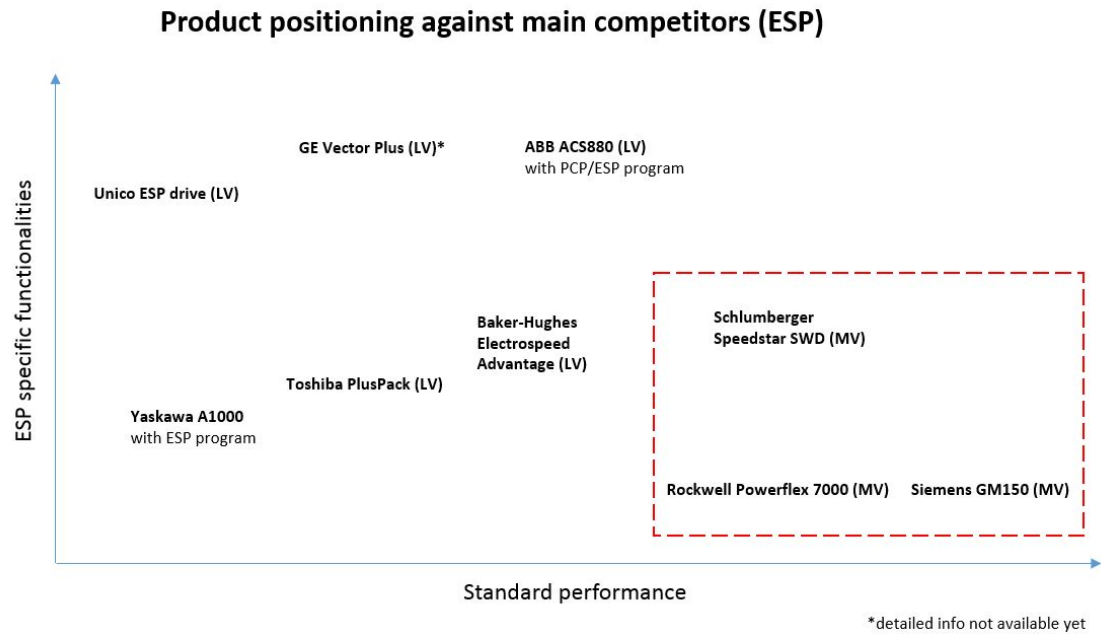 Product positioning against main competitors (ESP)
ESP specific functionalities
GE Vector Plus (LV)*
ABB ACS880 (LV)
with PCP/ESP program
Unico ESP drive (LV)
Baker-Hughes
Electrospeed
Advantage (LV)
Schlumberger
Speedstar SWD (MV)
Toshiba PlusPack (LV)
Yaskawa A1000
with ESP program
Rockwell Powerflex 7000 (MV)
Siemens GM150 (MV)
Standard performance
*detailed info not available yet